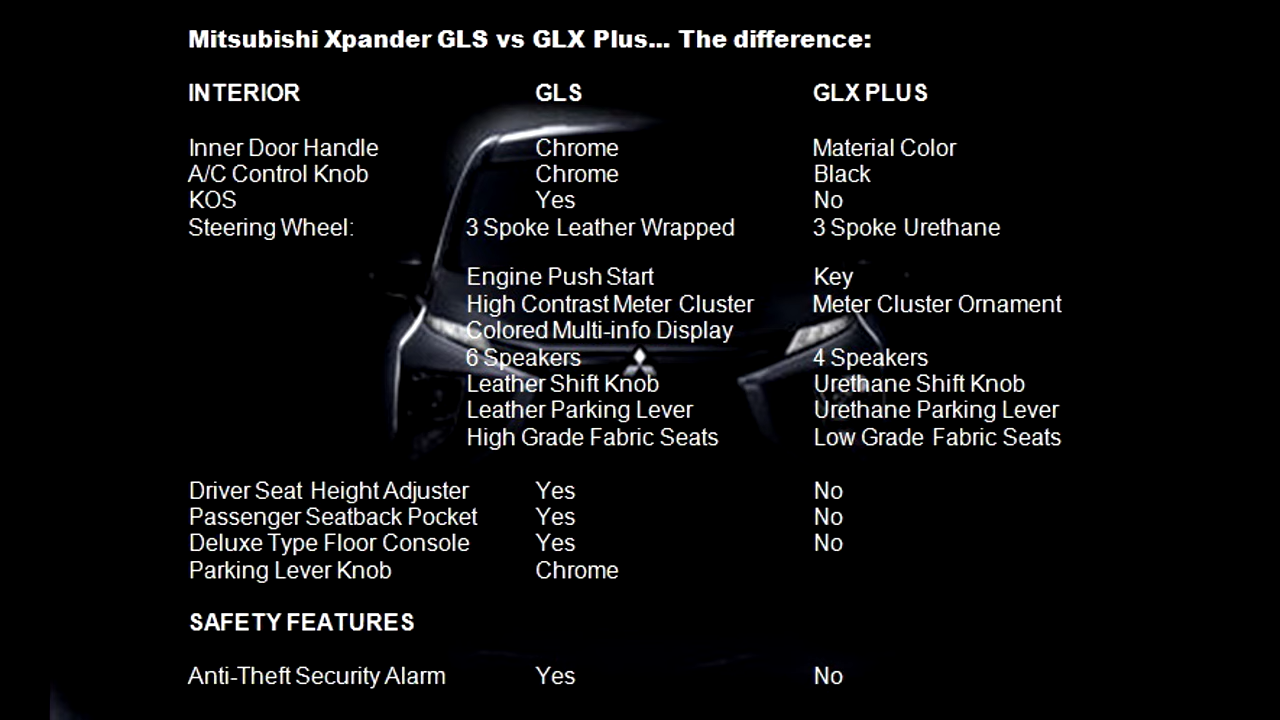 Mitsubishi Xpander GLS vs GLX Plus... The difference:
INTERIOR GLS GLX PLUS
Inner Door Handle Chrome Material Color
A/C Control Knob Chrome Black
KOS Yes No
Steering Wheel: 3 Spoke Leather Wrapped 3 Spoke Urethane
Engine Push Start Key
High Contrast Meter Cluster Meter Cluster Ornament
Colored Multi-info Display
6 Speakers 4 Speakers
Leather Shift Knob Urethane Shift Knob
Leather Parking Lever Urethane Parking Lever
High Grade Fabric Seats Low Grade Fabric Seats
Driver Seat Height Adjuster Yes No
Passenger Seatback Pocket Yes No
Deluxe Type Floor Console Yes No
Parking Lever Knob Chrome
SAFETY FEATURES
Anti-Theft Security Alarm Yes No